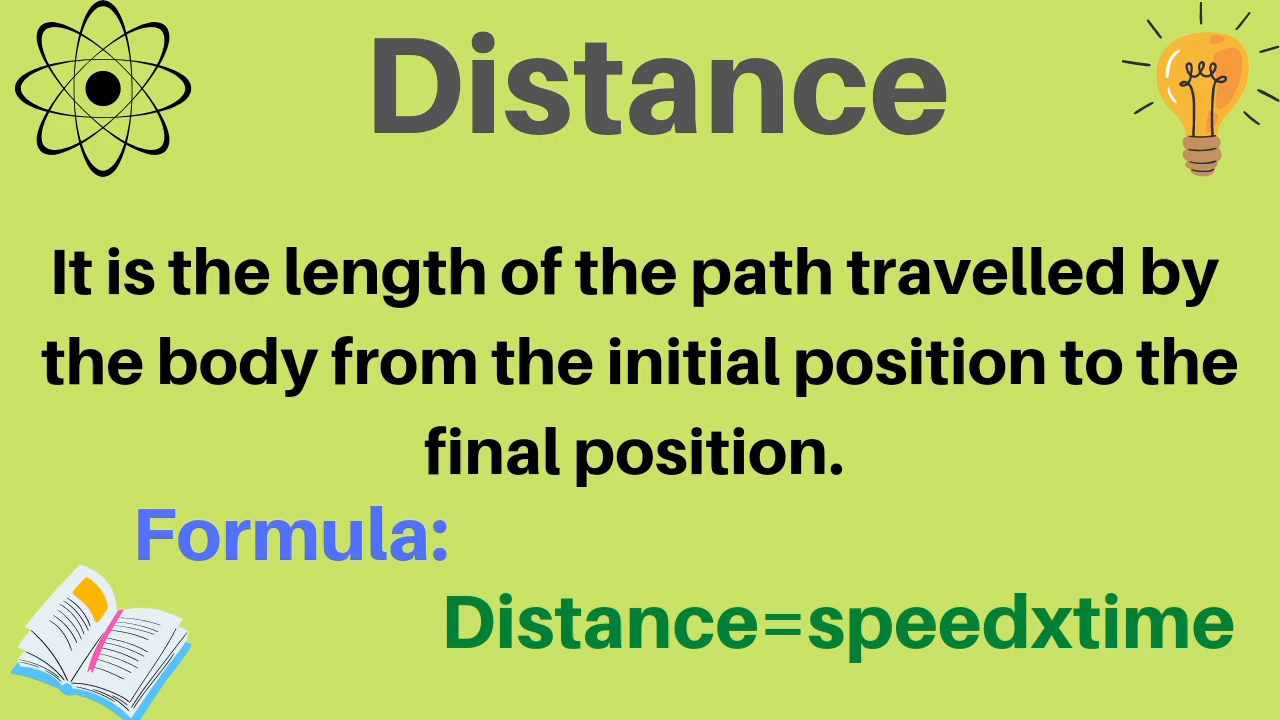 Distance
It is the length of the path travelled by
the body from the initial position to the
final position.
Formula:
Distance=speedxtime